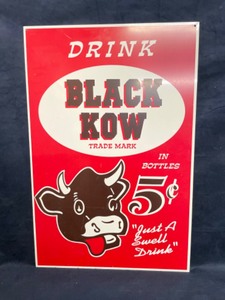 DRINK
BLACK
KOW
TRADE MARK
IN
BOTTLES
5¢
"Just A
Swell
Drink"